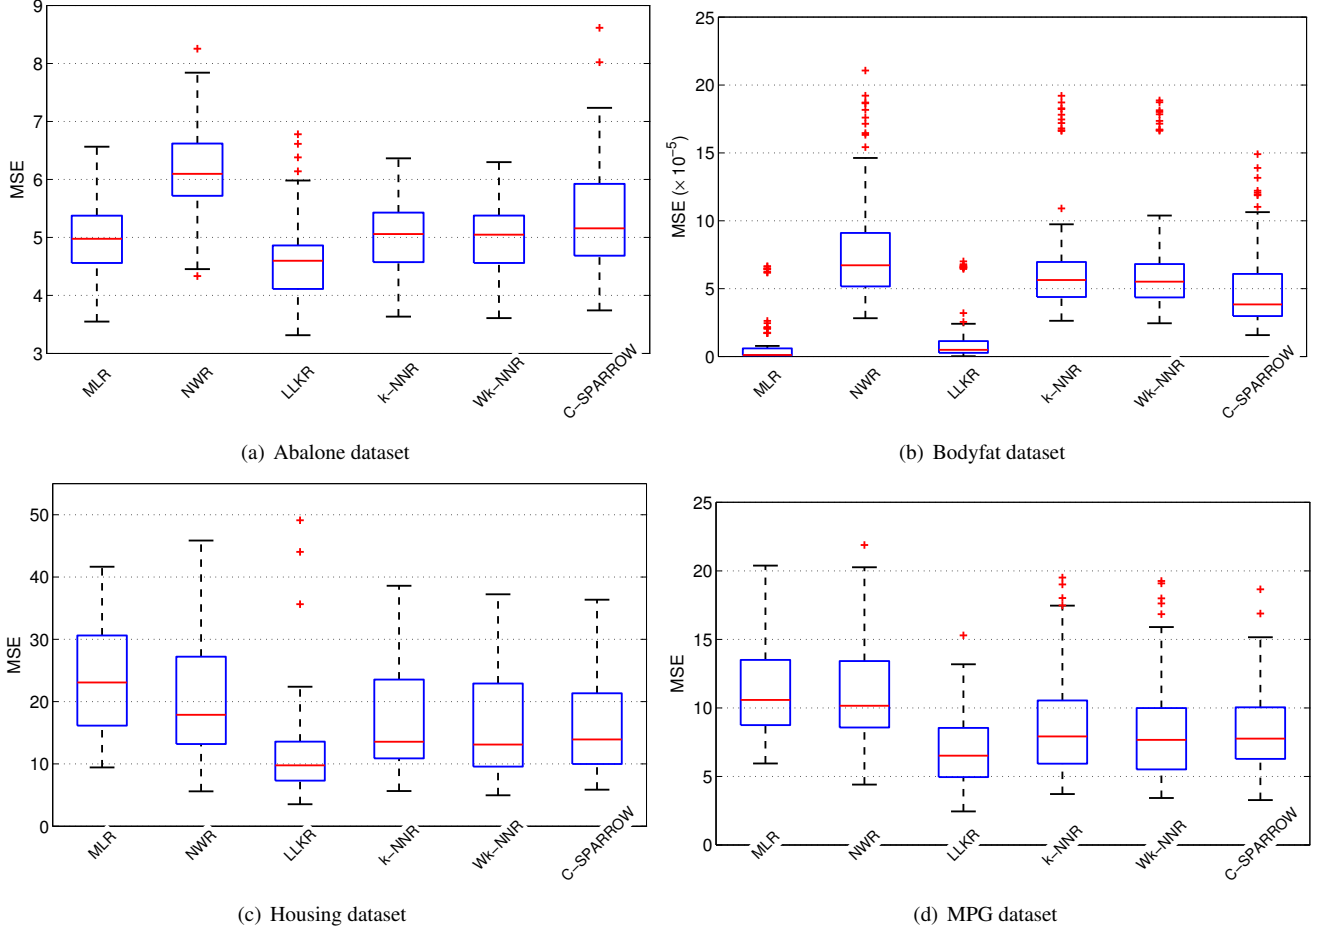 9
8
7
6
5
4
3
MSE
MLR
NWR
LLKR
k-NNR
Wk-NNR
C-SPARROW
(a) Abalone dataset
25
20
15
10
5
0
MSE (× 10⁻⁵)
MLR
NWR
LLKR
k-NNR
Wk-NNR
C-SPARROW
(b) Bodyfat dataset
50
40
30
20
10
0
MSE
MLR
NWR
LLKR
k-NNR
Wk-NNR
C-SPARROW
(c) Housing dataset
25
20
15
10
5
0
MSE
MLR
NWR
LLKR
k-NNR
Wk-NNR
C-SPARROW
(d) MPG dataset